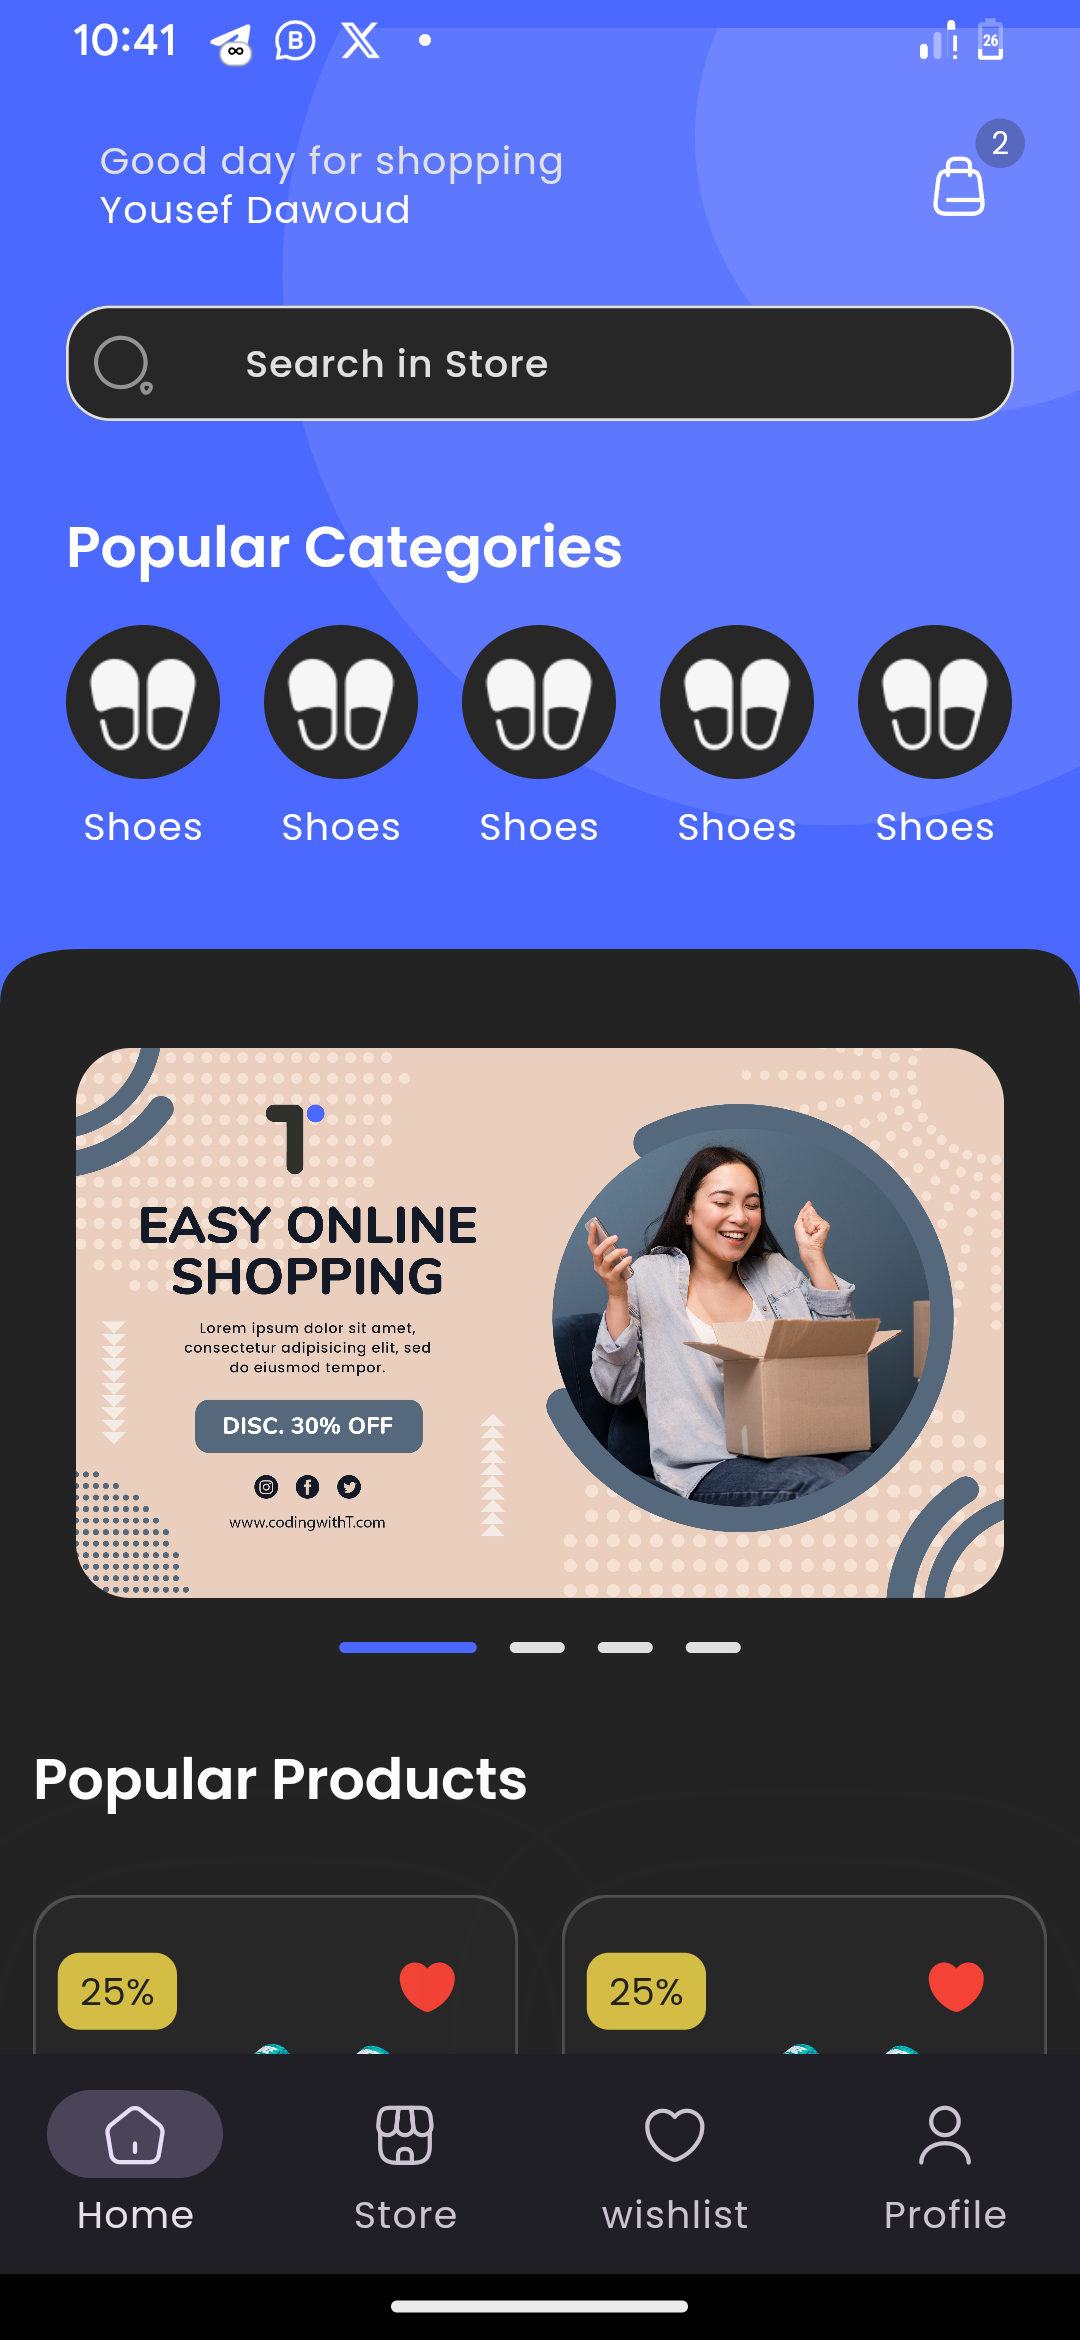 10:41
26
2
Good day for shopping
Yousef Dawoud
Search in Store
Popular Categories
Shoes Shoes Shoes Shoes Shoes
EASY ONLINE
SHOPPING
Lorem ipsum dolor sit amet,
consectetur adipisicing elit, sed
do eiusmod tempor.
DISC. 30% OFF
www.codingwithT.com
Popular Products
25% 25%
Home Store wishlist Profile